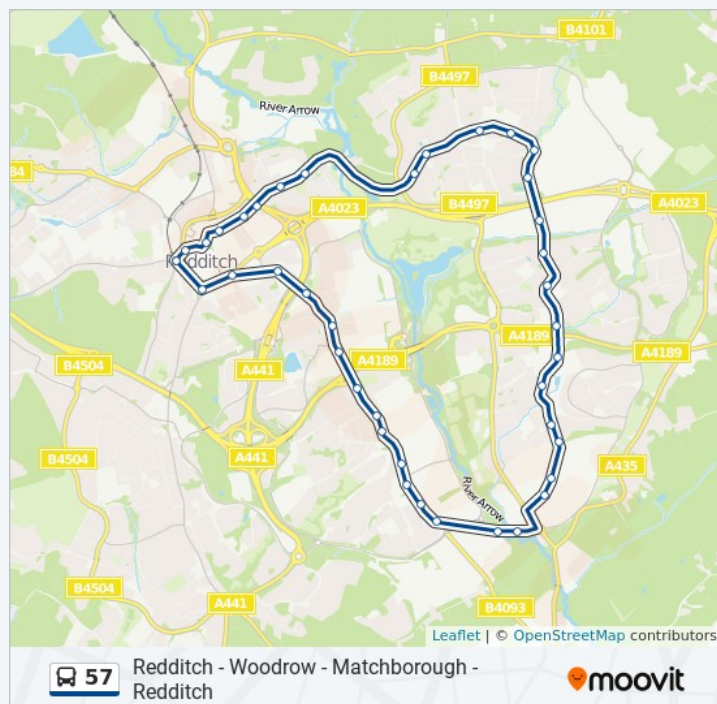 B4101
B4497
River Arrow
84
B4497
A4023
A4023
Redditch
A4189
A4189
B4504
A441
A4189
B4504
A441
A435
River Arrow
B4504
A441
B4093
Leaflet | © OpenStreetMap contributors
57 Redditch - Woodrow - Matchborough -
Redditch
moovit